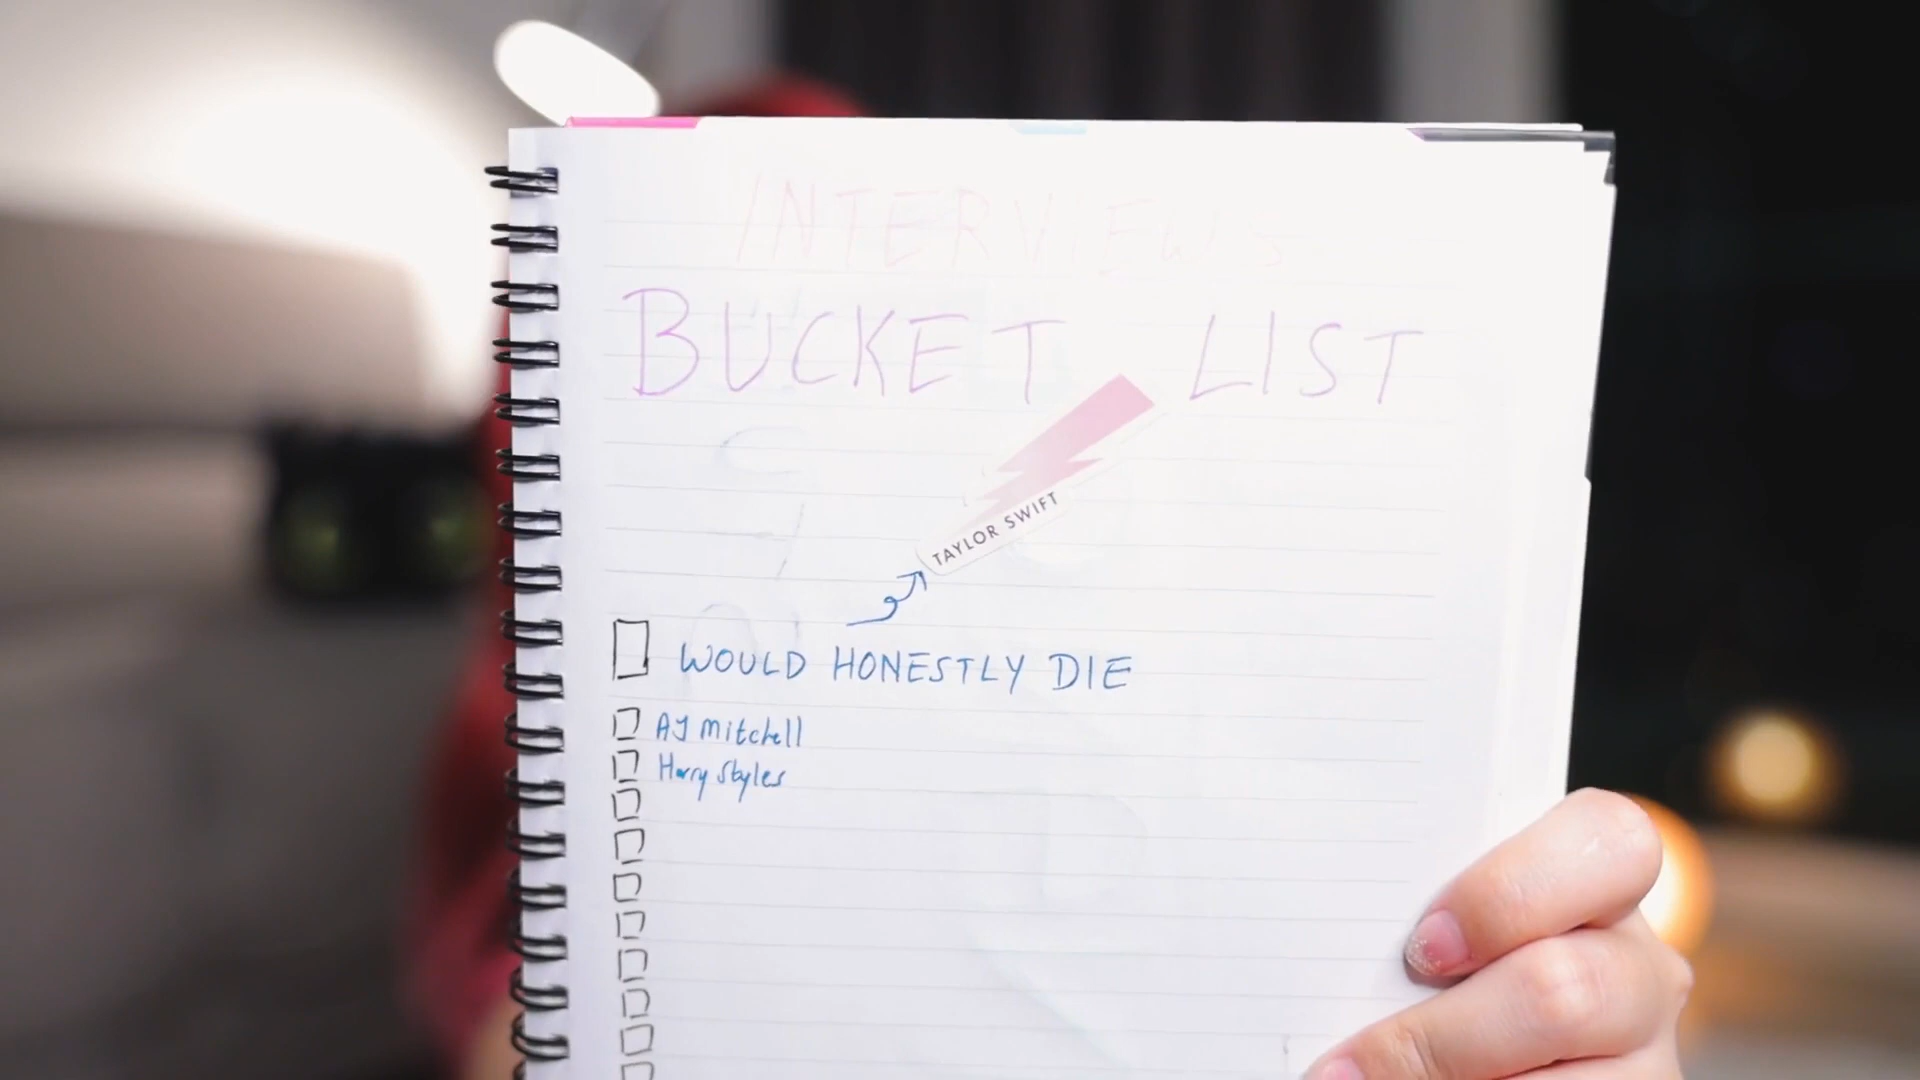 INTERVIEWS
BUCKET LIST
TAYLOR SWIFT
WOULD HONESTLY DIE
AJ Mitchell
Harry Styles